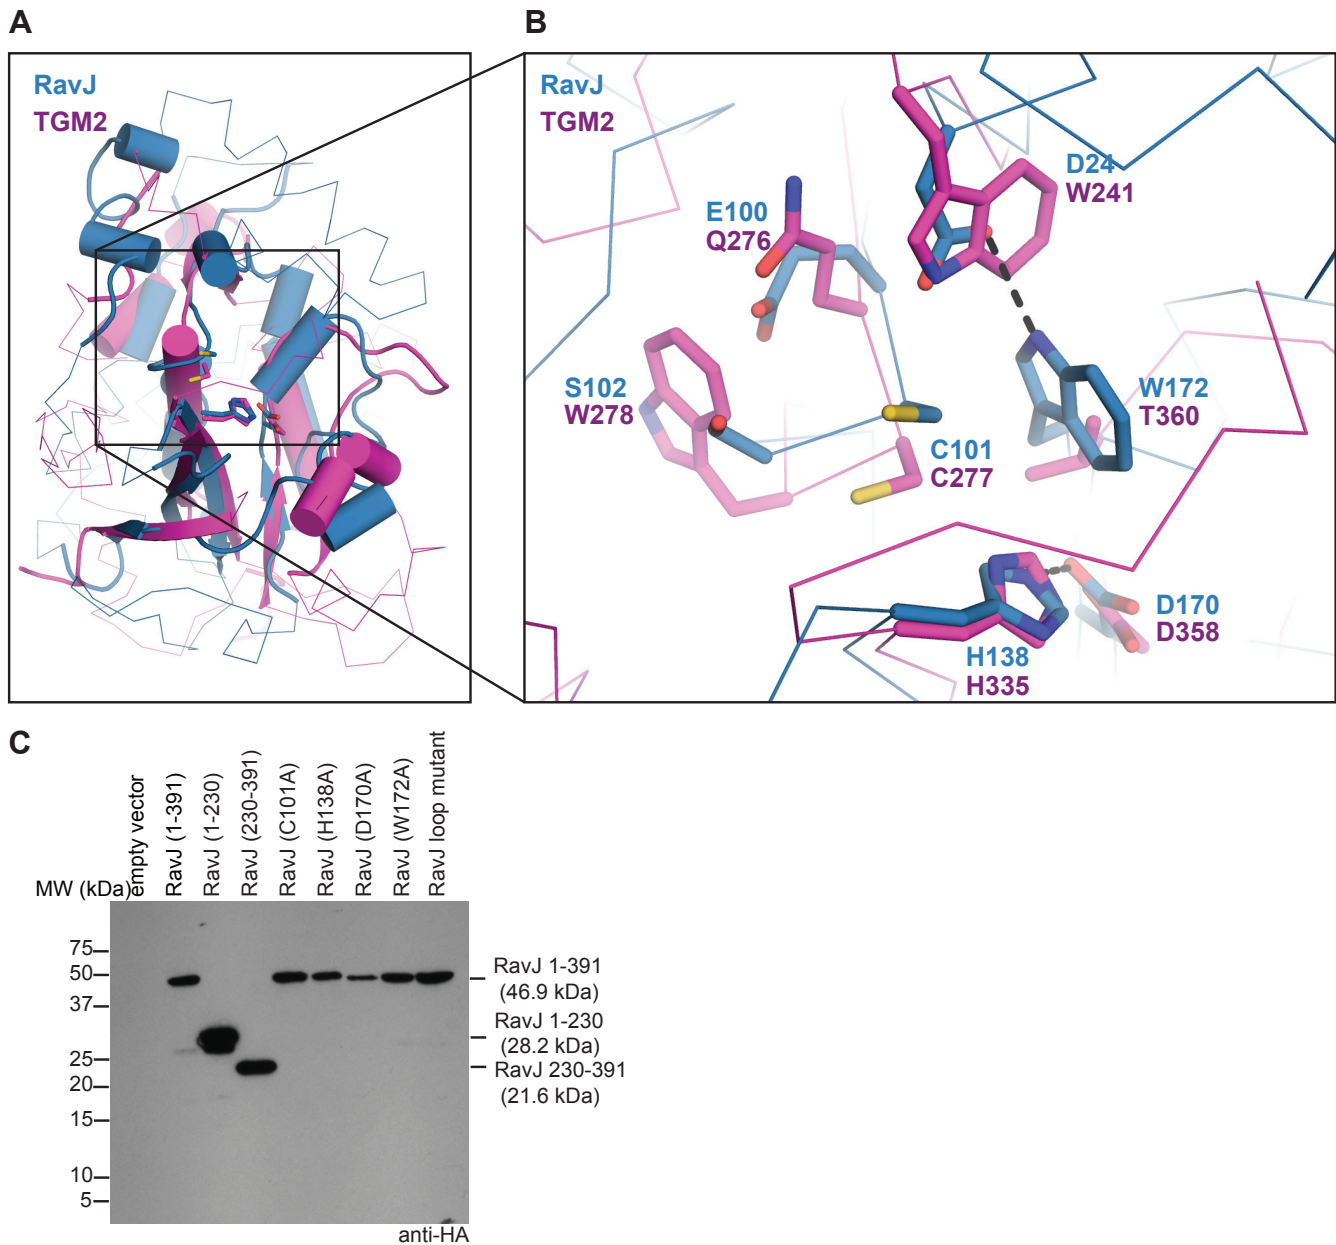 A
B
RavJ
TGM2
RavJ
TGM2
D24
W241
E100
Q276
S102
W278
W172
T360
C101
C277
D170
D358
H138
H335
C
empty vector
RavJ (1-391)
RavJ (1-230)
RavJ (230-391)
RavJ (C101A)
RavJ (H138A)
RavJ (D170A)
RavJ (W172A)
RavJ loop mutant
MW (kDa)
75
50
37
25
20
15
10
5
RavJ 1-391
(46.9 kDa)
RavJ 1-230
(28.2 kDa)
RavJ 230-391
(21.6 kDa)
anti-HA